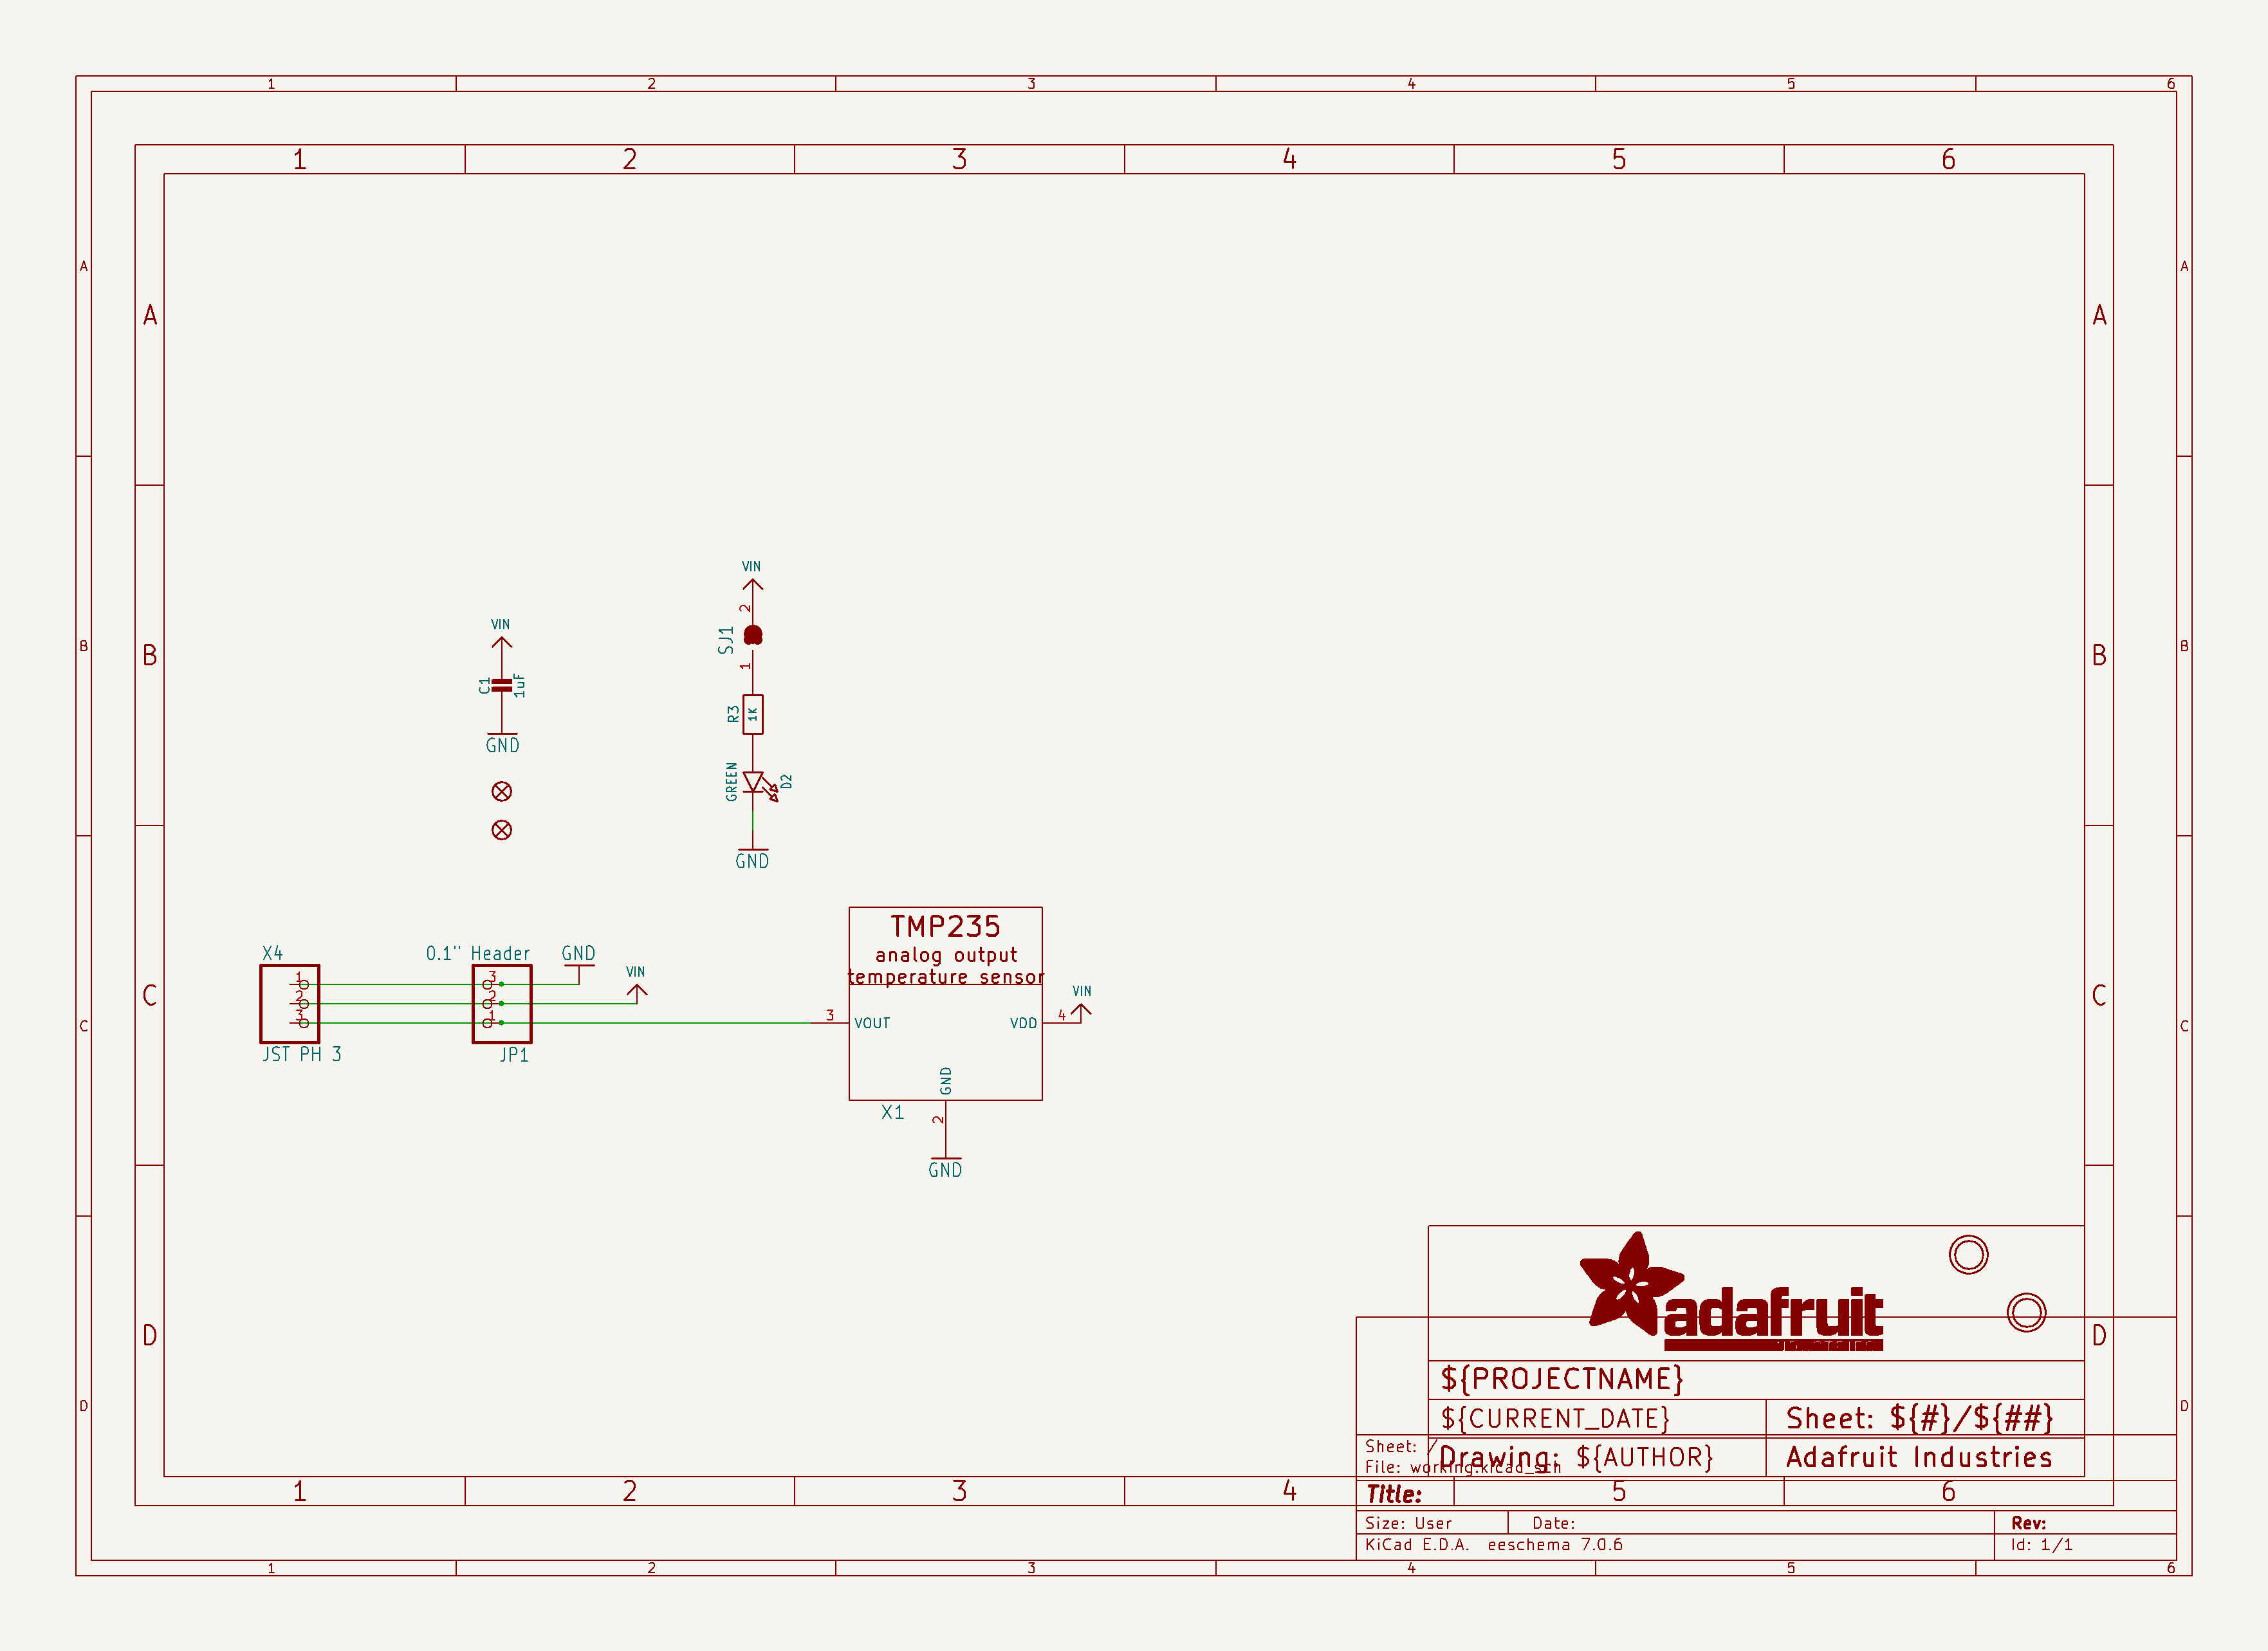 1 2 3 4 5 6
1 2 3 4 5 6
A A
A A
VIN
2
SJ1
VIN
B B
B B
1
C1
1uF
R3
1K
GND
GREEN
D2
GND
TMP235
X4
0.1" Header
GND
analog output
VIN
temperature sensor
1
3
VIN
2
2
C C
3
1
3
VOUT
VDD
4
C C
JST PH 3
JP1
GND
X1
2
GND
adafruit
D D
${PROJECTNAME}
D D
${CURRENT_DATE}
Sheet: ${#}/${##}
Sheet: /
Drawing: ${AUTHOR}
Adafruit Industries
File: working.kicad_sch
1 2 3 4 5 6
Title:
Size: User
Date:
Rev:
KiCad E.D.A. eeschema 7.0.6
Id: 1/1
1 2 3 4 5 6